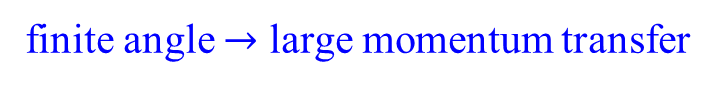 finite angle → large momentum transfer